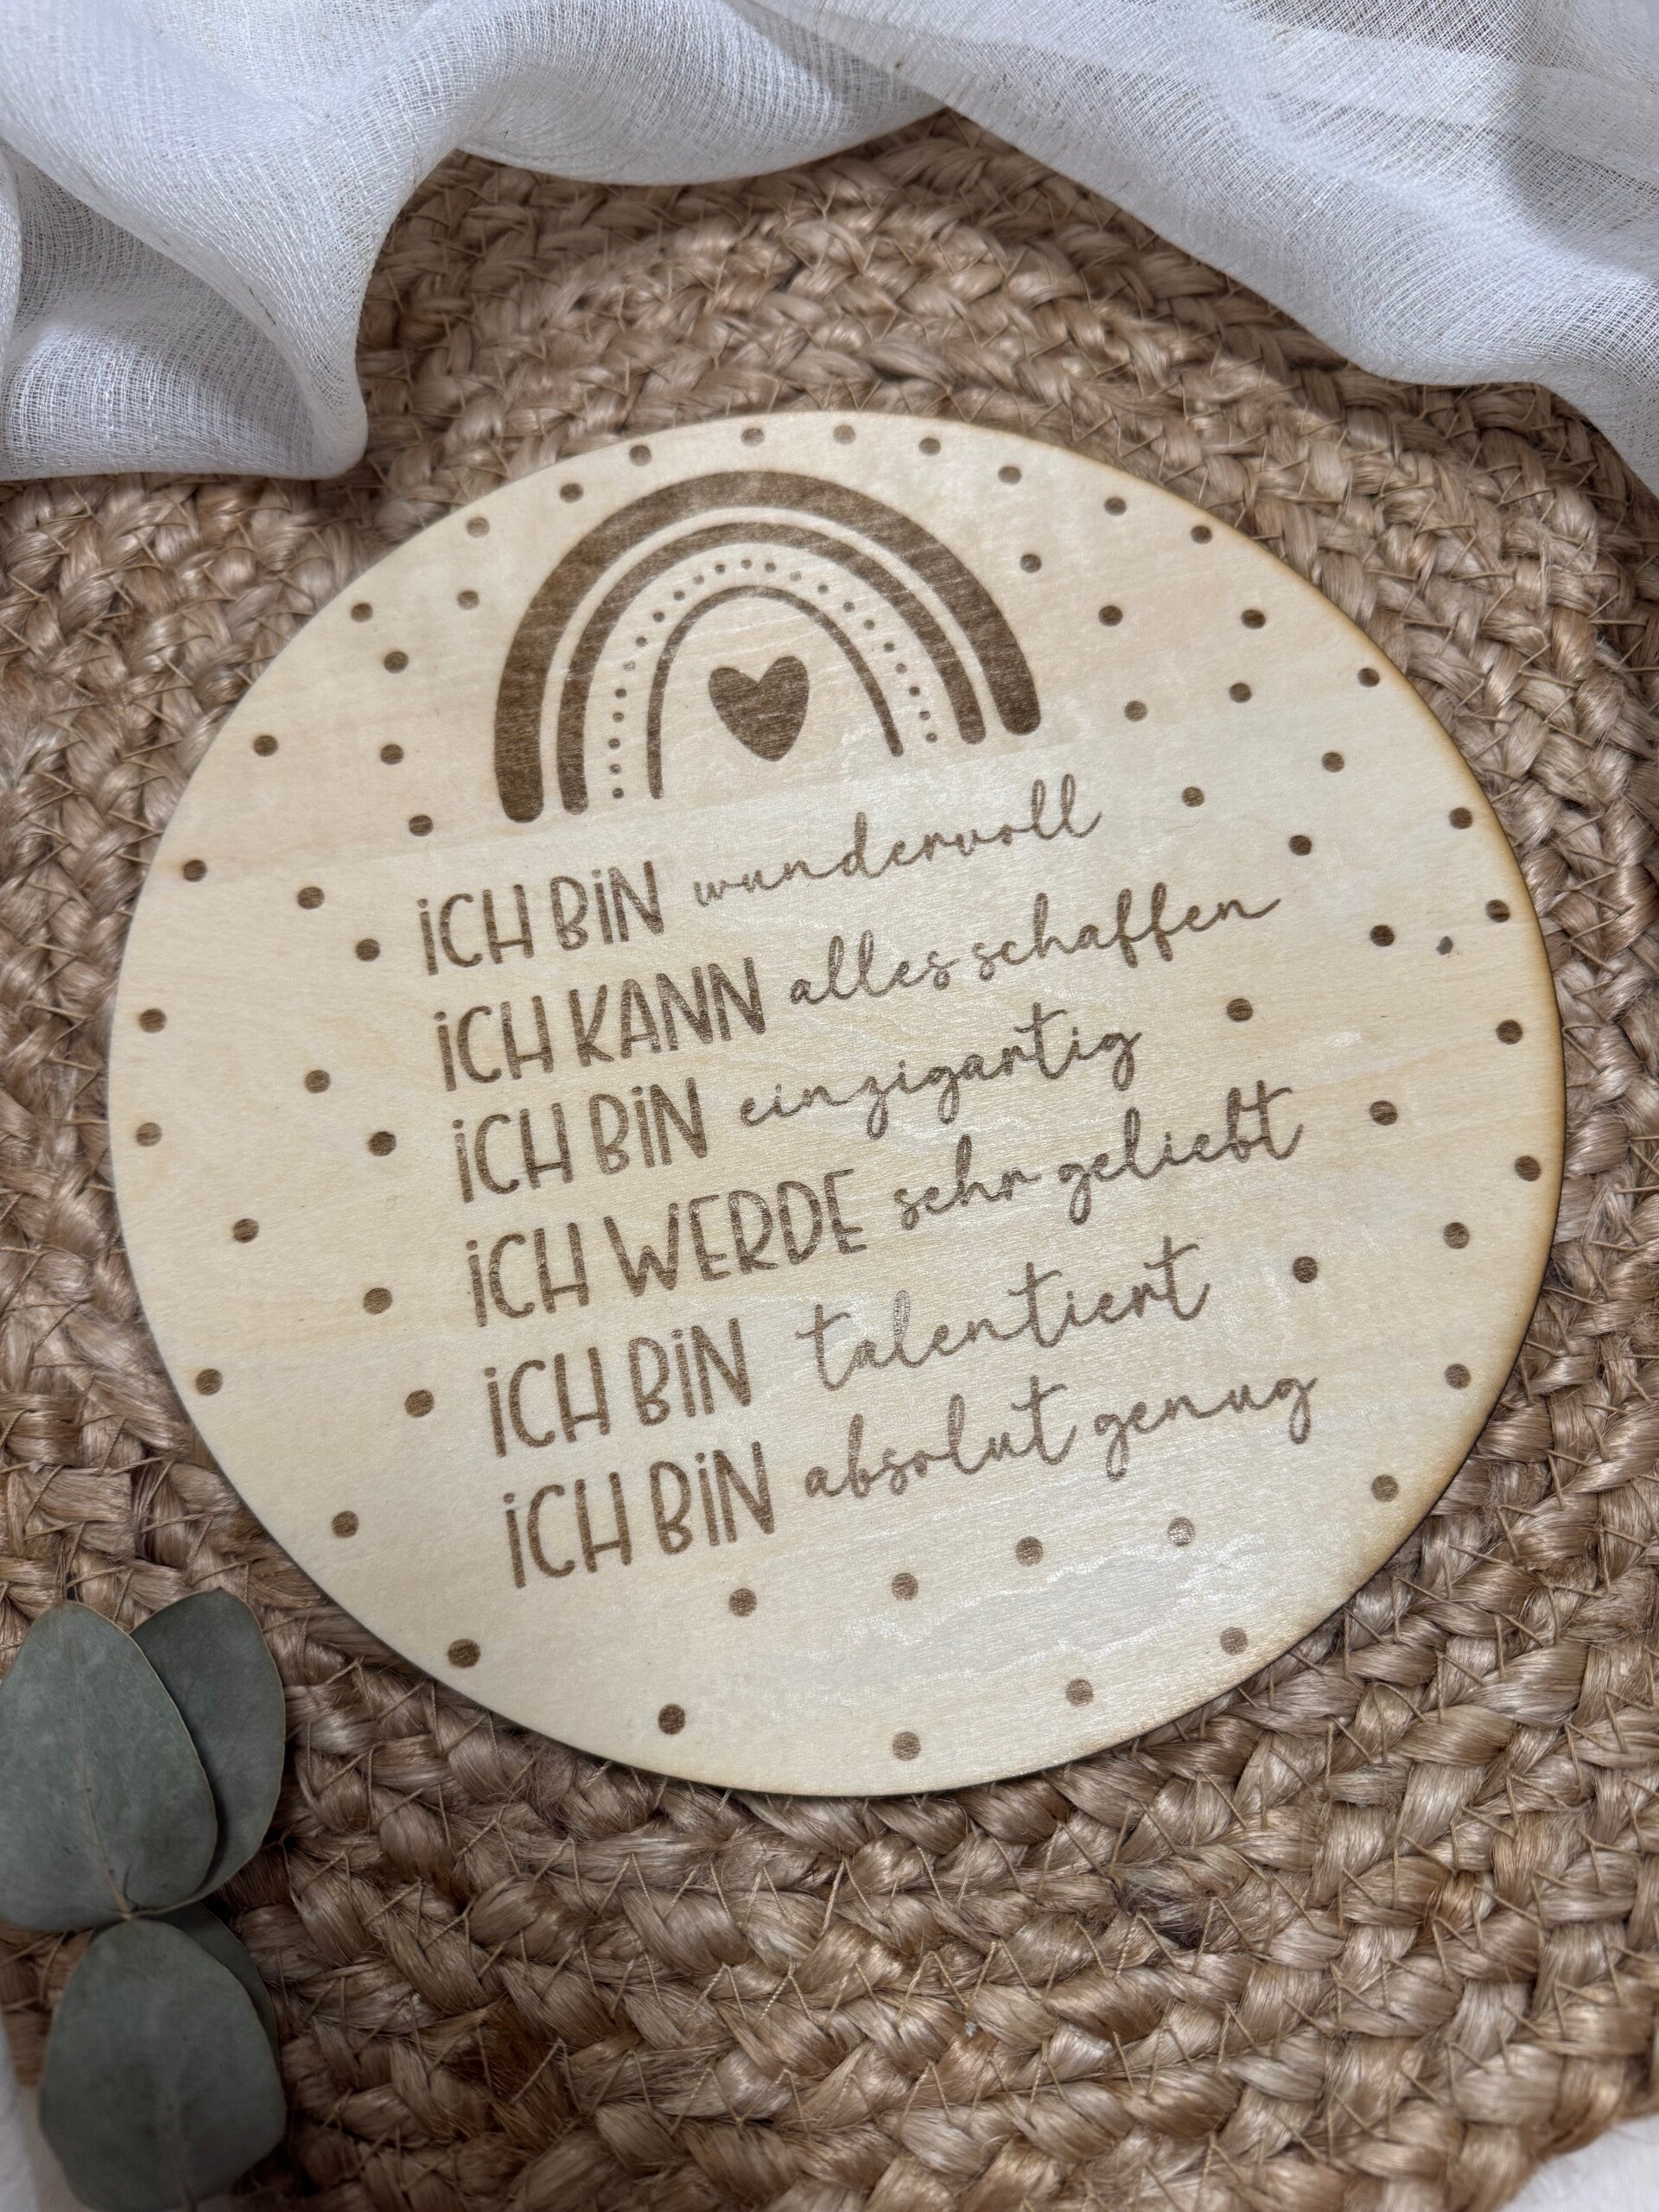 ICH BIN wundervoll
ICH KANN alles schaffen
ICH BIN einzigartig
ICH WERDE sehr geliebt
ICH BIN talentiert
ICH BIN absolut genug